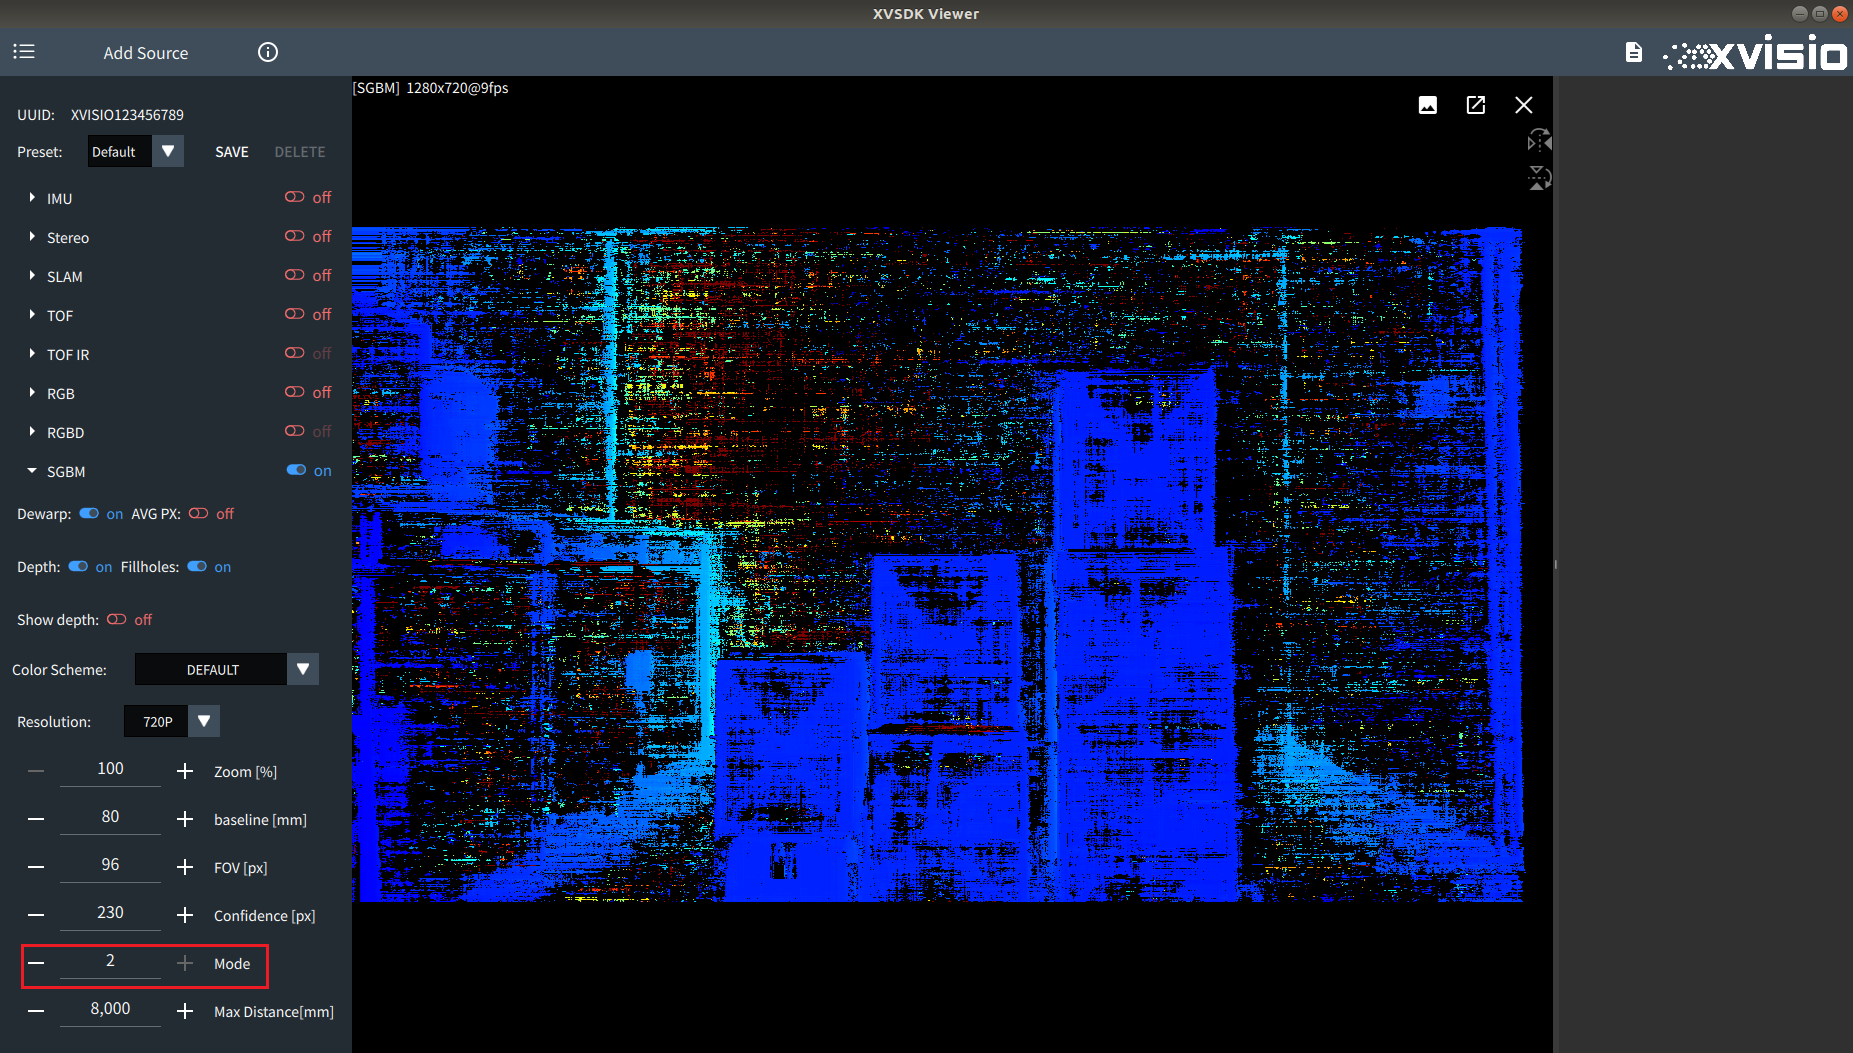 XVSDK Viewer
Add Source
xvisio
UUID: XVISIO123456789
Preset: Default SAVE DELETE
IMU off
Stereo off
SLAM off
TOF off
TOF IR off
RGB off
RGBD off
SGBM on
Dewarp: on AVG PX: off
Depth: on Fillholes: on
Show depth: off
Color Scheme: DEFAULT
Resolution: 720P
100 Zoom [%]
80 baseline [mm]
96 FOV [px]
230 Confidence [px]
2 Mode
8,000 Max Distance[mm]
[SGBM] 1280x720@9fps